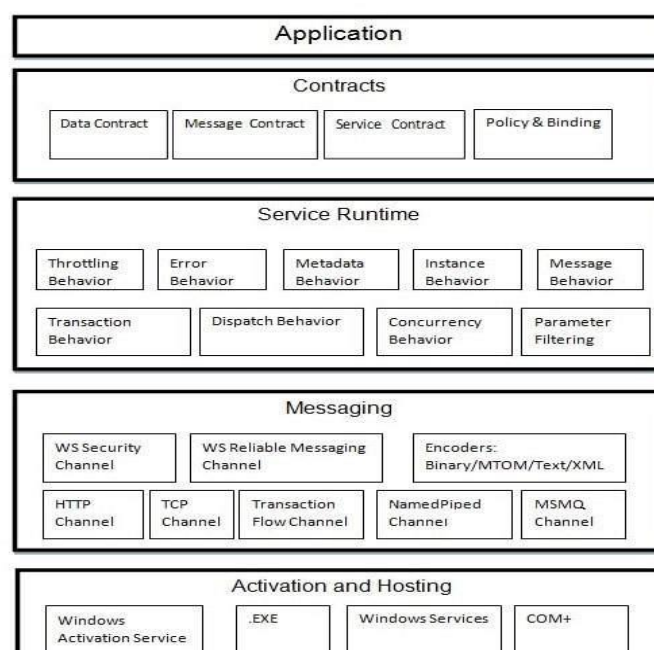 Application
Contracts
Data Contract
Message Contract
Service Contract
Policy & Binding
Service Runtime
Throttling
Behavior
Error
Behavior
Metadata
Behavior
Instance
Behavior
Message
Behavior
Transaction
Behavior
Dispatch Behavior
Concurrency
Behavior
Parameter
Filtering
Messaging
WS Security
Channel
WS Reliable Messaging
Channel
Encoders:
Binary/MTOM/Text/XML
HTTP
Channel
TCP
Channel
Transaction
Flow Channel
NamedPiped
Channel
MSMQ
Channel
Activation and Hosting
Windows
Activation Service
.EXE
Windows Services
COM+